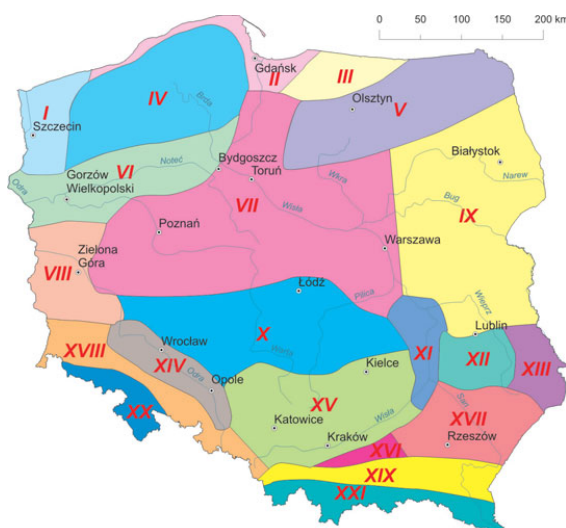 0 50 100 150 200 km
Gdańsk
II
III
I
IV
Brda
Olsztyn
V
Szczecin
Białystok
VI
Noteć
Bydgoszcz
Toruń
Narew
Gorzów
Wielkopolski
Odra
Wkra
VII
Wisła
Bug
IX
Poznań
Warszawa
Zielona
Góra
VIII
Łódź
Pilica
Wieprz
X
Warta
Lublin
XVIII
Wrocław
XI
XII
XIII
XIV
Odra
Opole
Kielce
XX
XV
San
XVII
Katowice
Wisła
Kraków
XVI
Rzeszów
XIX
XXI